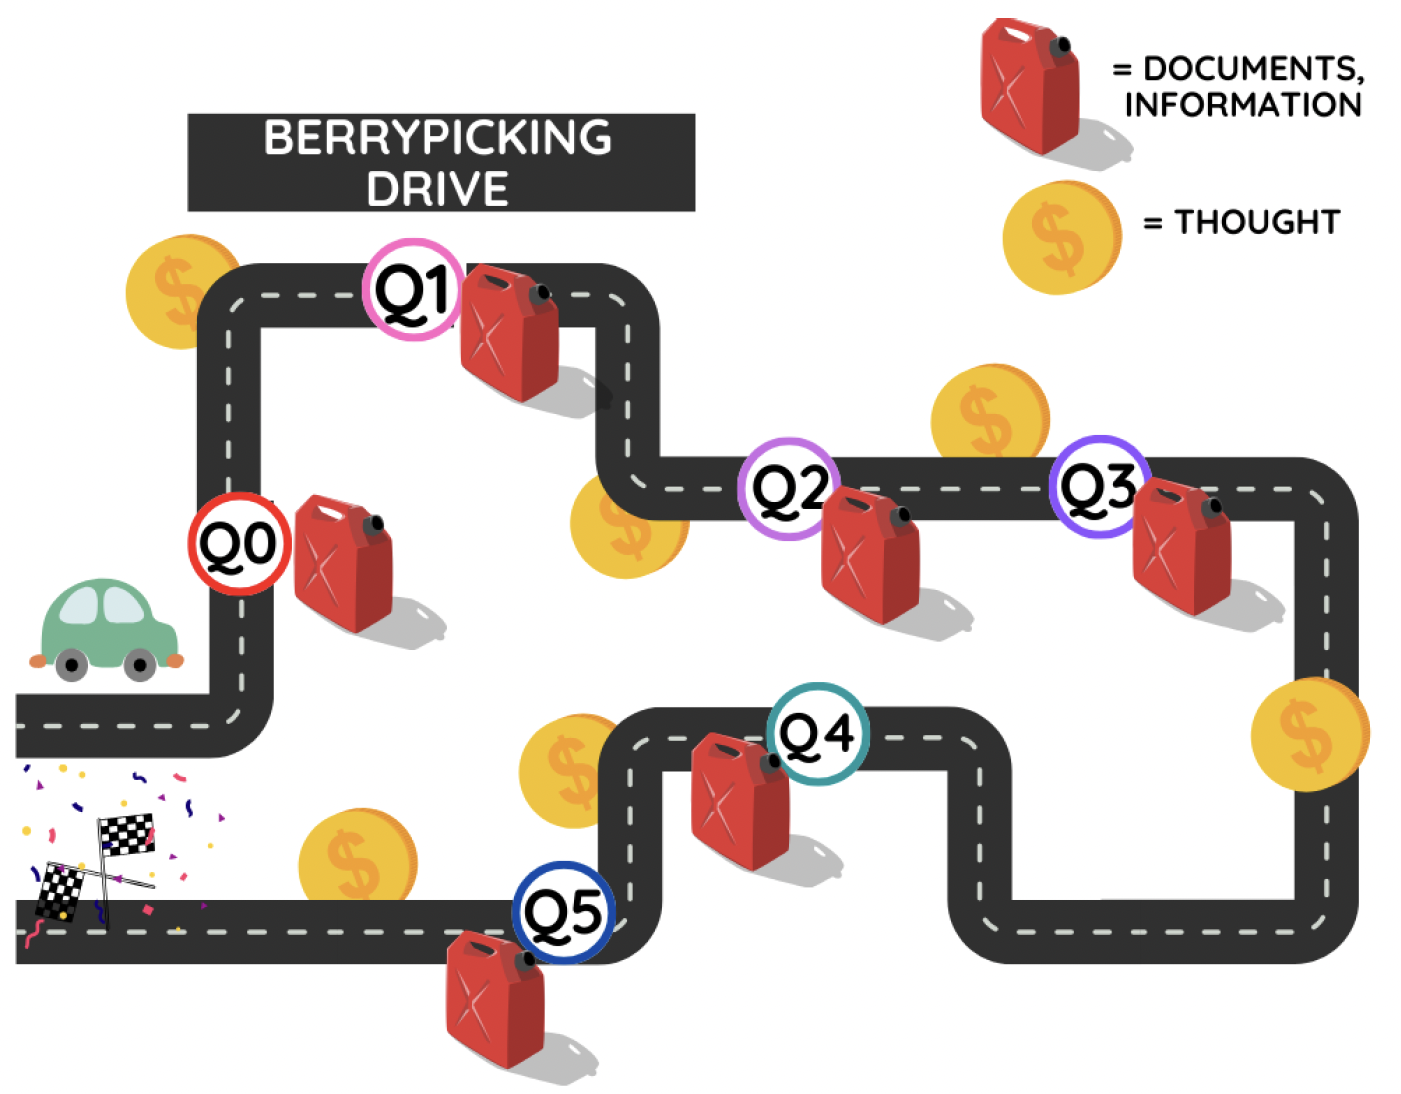 = DOCUMENTS,
INFORMATION
= THOUGHT
BERRYPICKING
DRIVE
Q1
Q2
Q3
Q0
Q4
Q5